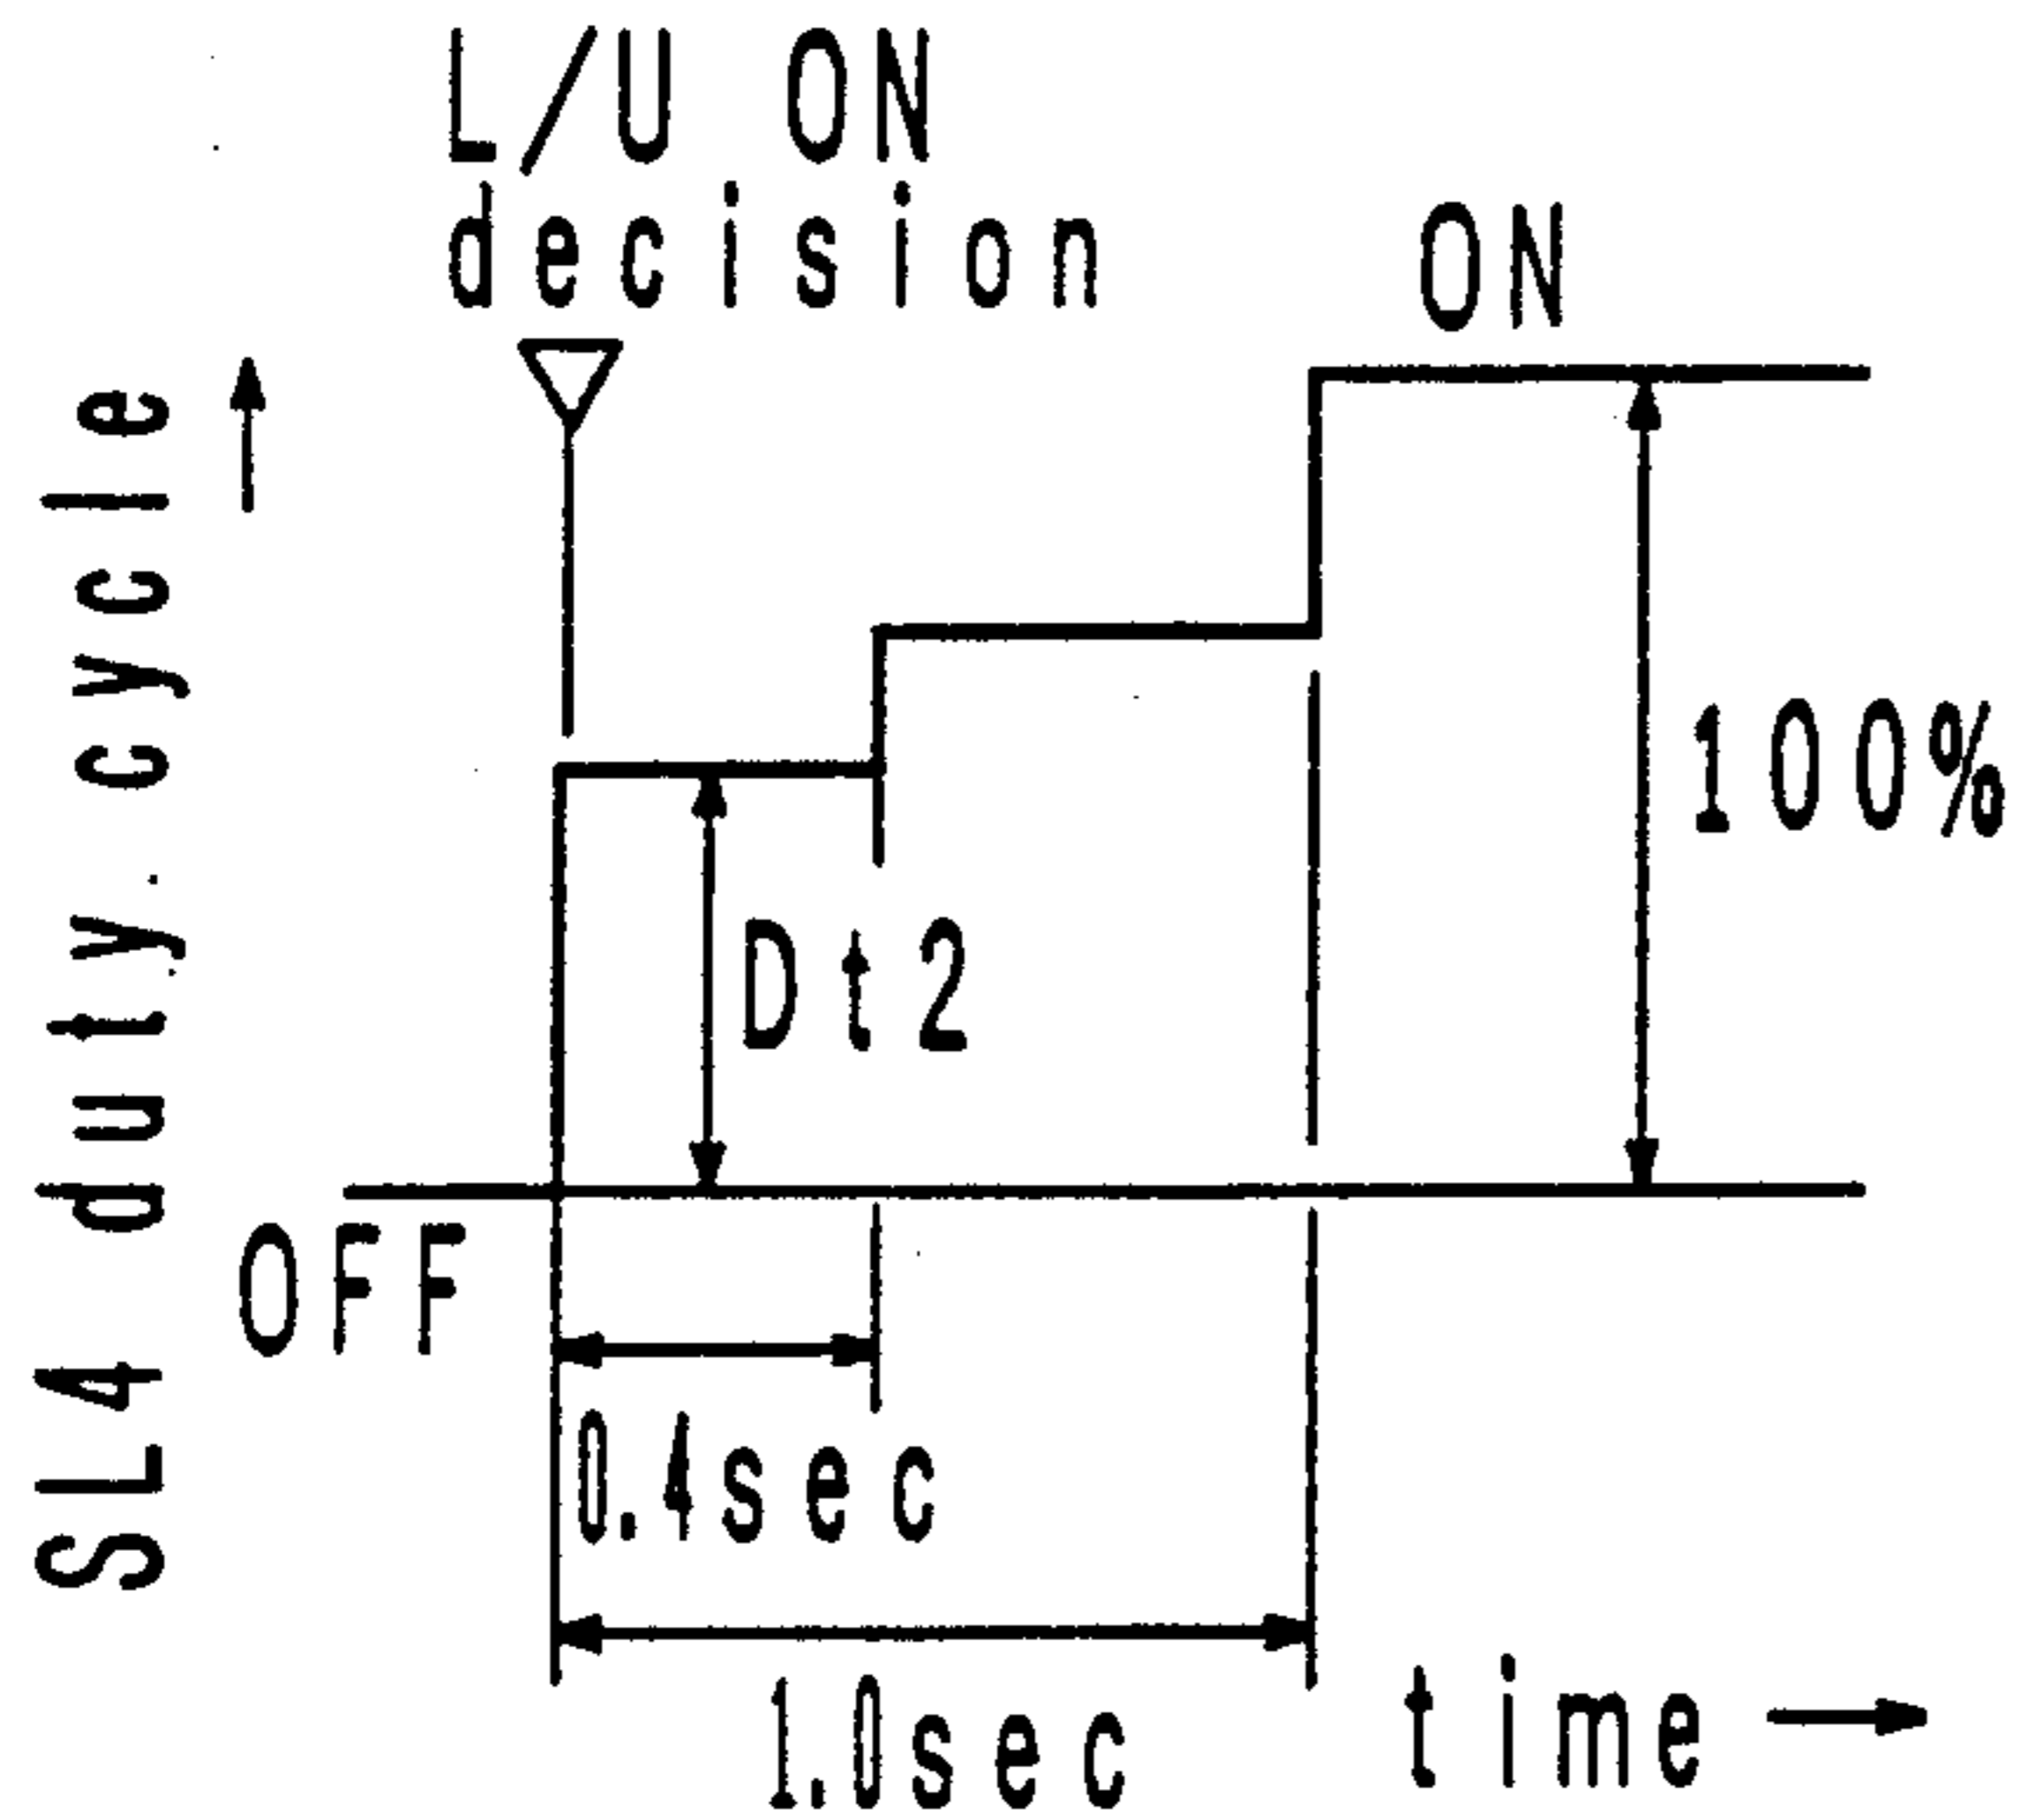 L/U ON
decision
ON
SL4 duty cycle
100%
Dt2
OFF
0.4sec
1.0sec
time